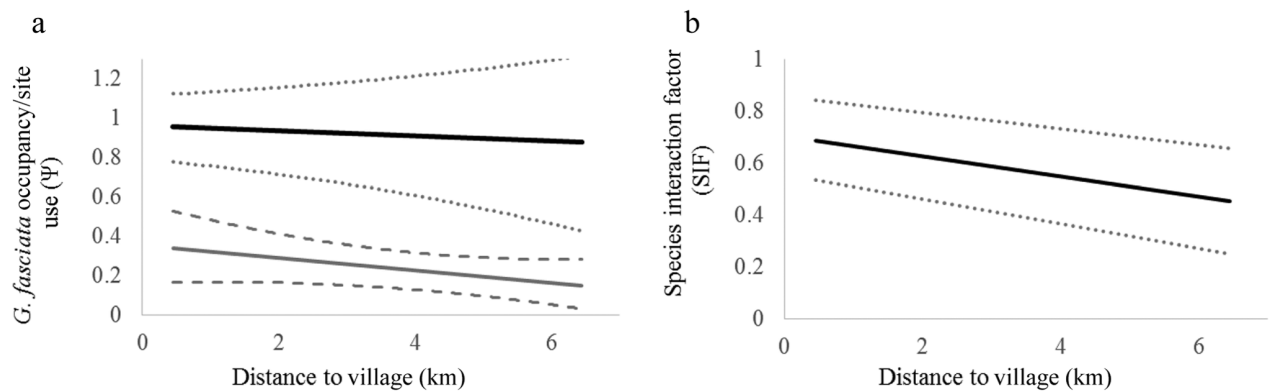 a
G. fasciata occupancy/site
use (Ψ)
1.2
1
0.8
0.6
0.4
0.2
0
0
2
4
6
Distance to village (km)
b
Species interaction factor
(SIF)
1
0.8
0.6
0.4
0.2
0
0
2
4
6
Distance to village (km)